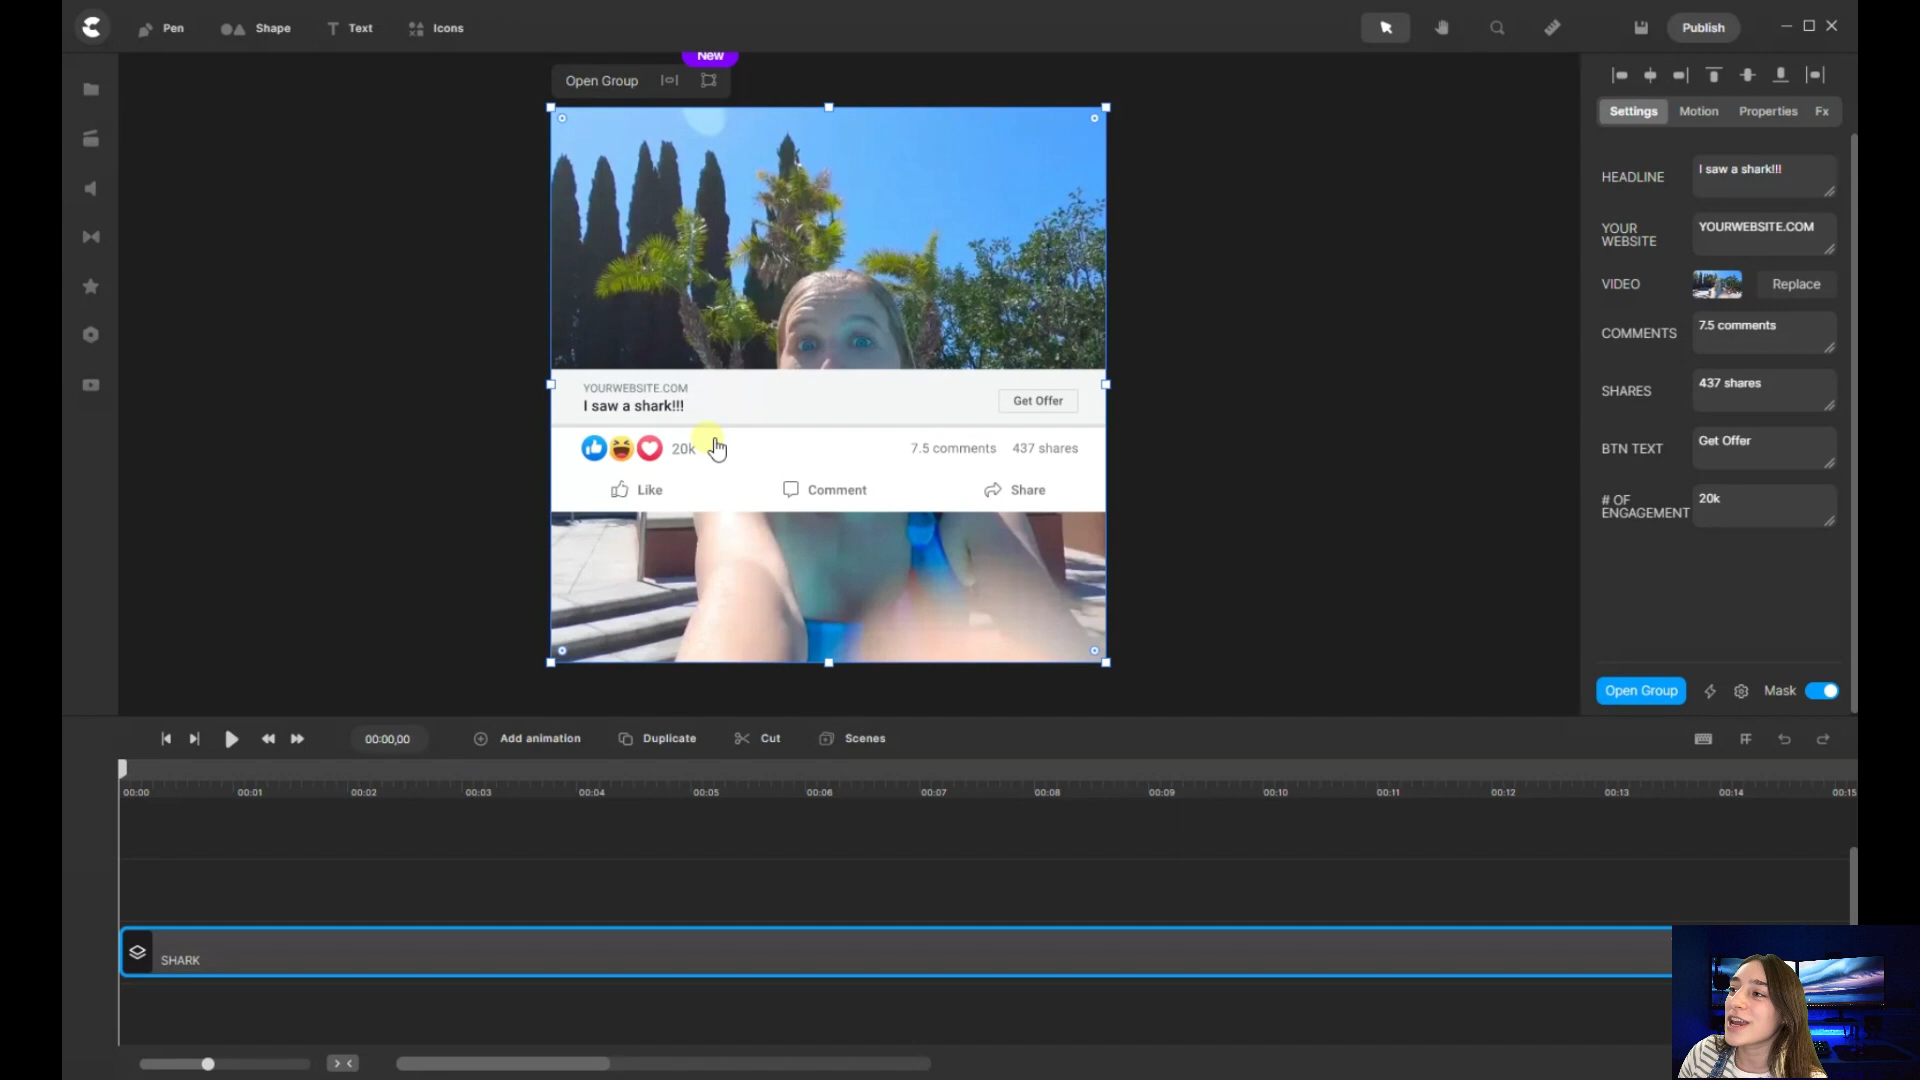 Pen
Shape
Text
Icons
Publish
New
Open Group
Settings
Motion
Properties
Fx
HEADLINE
I saw a shark!!!
YOUR
WEBSITE
YOURWEBSITE.COM
VIDEO
Replace
COMMENTS
7.5 comments
SHARES
437 shares
BTN TEXT
Get Offer
# OF
ENGAGEMENT
20k
YOURWEBSITE.COM
I saw a shark!!!
Get Offer
20k
7.5 comments
437 shares
Like
Comment
Share
Open Group
Mask
00:00,00
Add animation
Duplicate
Cut
Scenes
00:00
00:01
00:02
00:03
00:04
00:05
00:06
00:07
00:08
00:09
00:10
00:11
00:12
00:13
00:14
00:15
SHARK